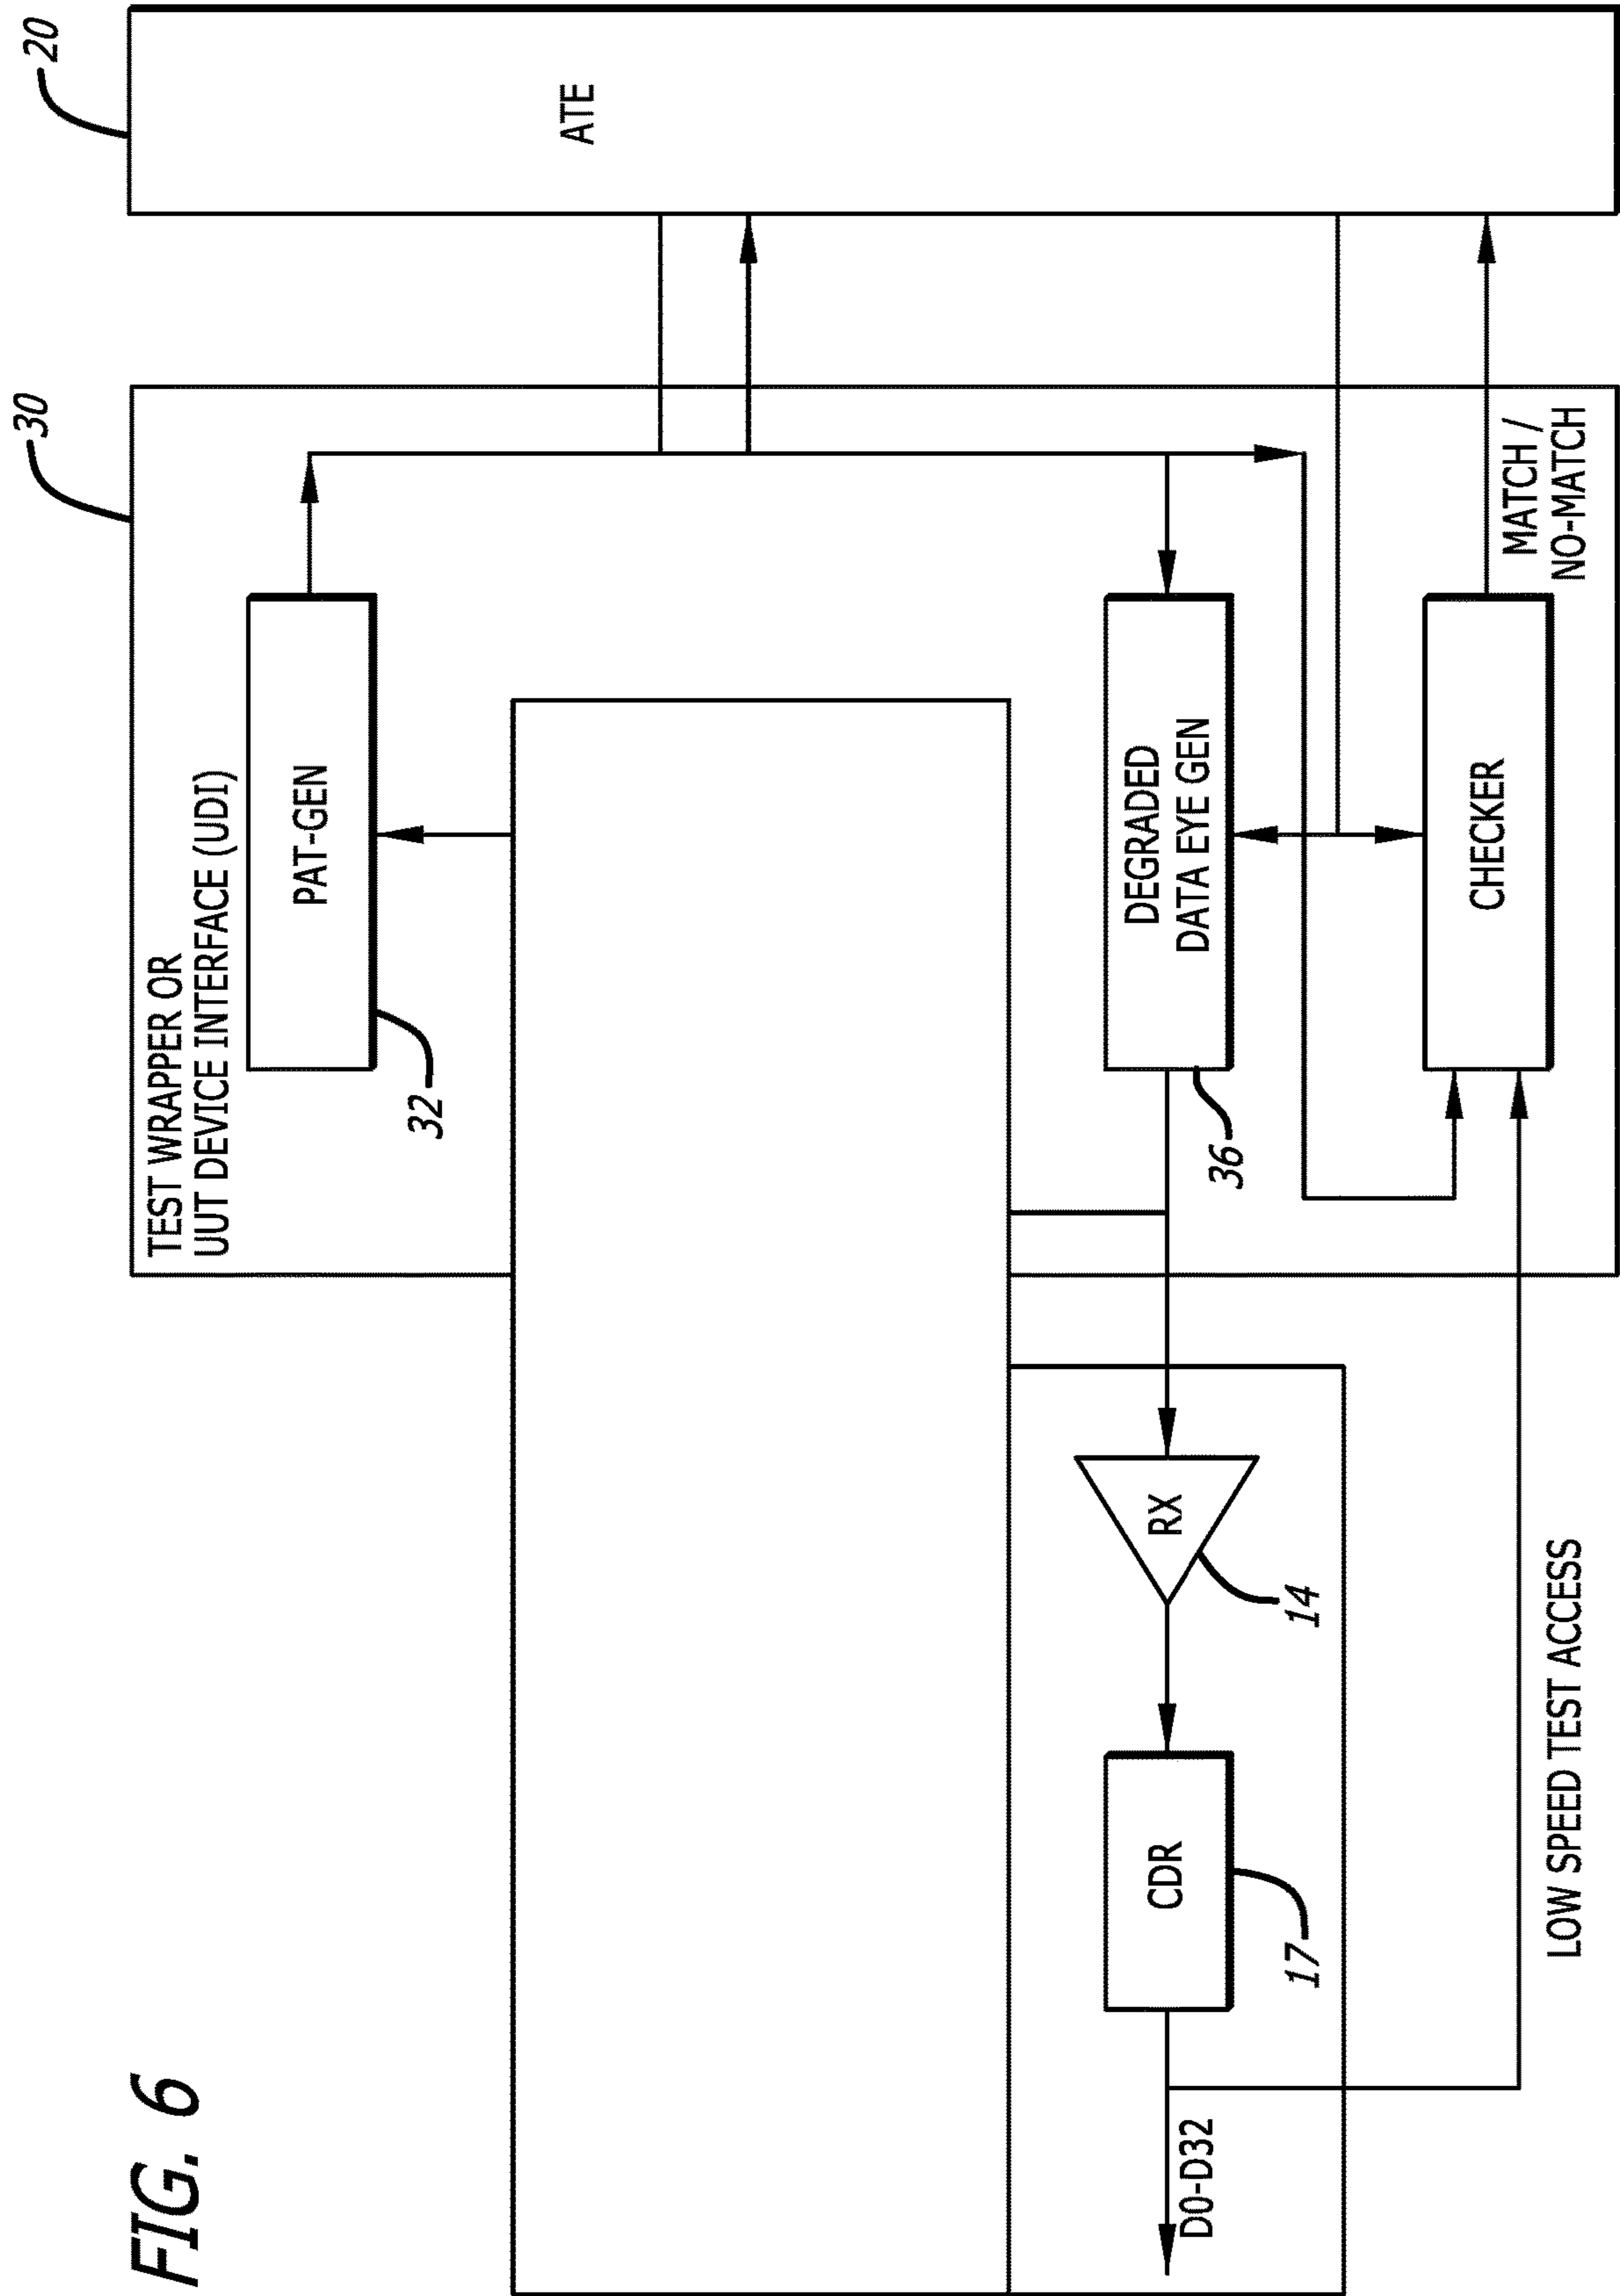 FIG. 6
30
20
TEST WRAPPER OR
UUT DEVICE INTERFACE (UDI)
PAT-GEN
32
ATE
DEGRADED
DATA EYE GEN
36
RX
14
CDR
17
D0-D32
CHECKER
MATCH /
NO-MATCH
LOW SPEED TEST ACCESS